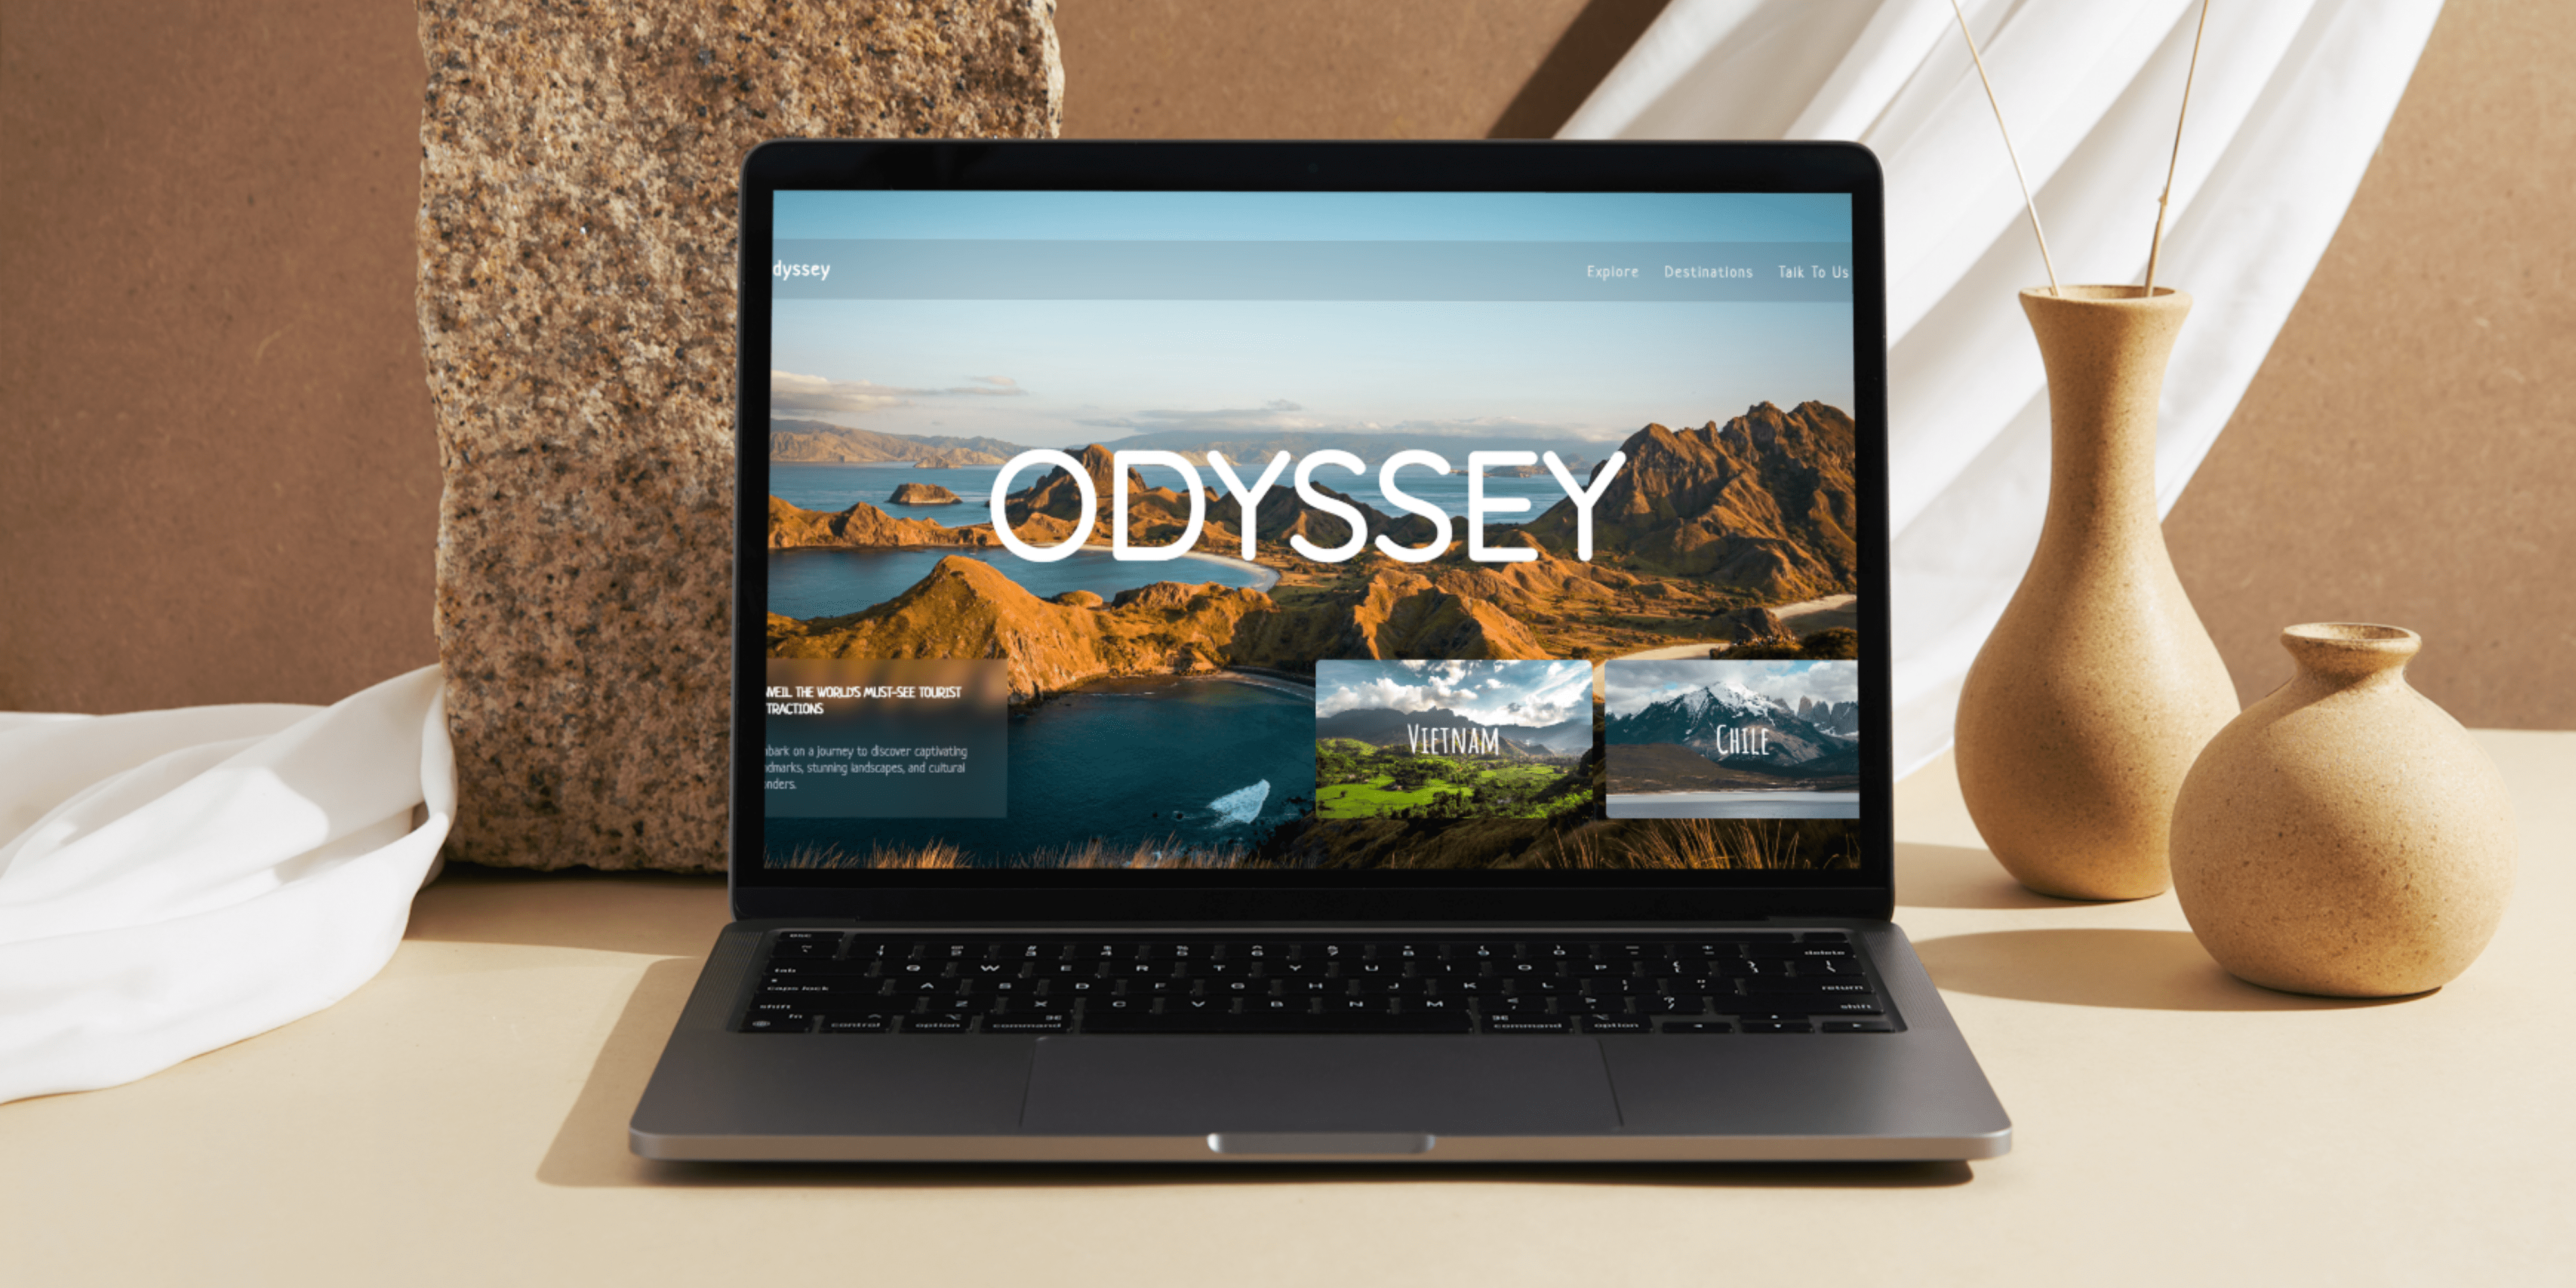 dyssey
Explore Destinations Talk To Us
ODYSSEY
VEIL THE WORLD'S MUST-SEE TOURIST
TRACTIONS
bark on a journey to discover captivating
dmarks, stunning landscapes, and cultural
nders.
VIETNAM
CHILE
esc
delete
tab
Q W E R T Y U I O P
caps lock
A S D F G H J K L
return
shift
Z X C V B N M
shift
fn control option command
command option